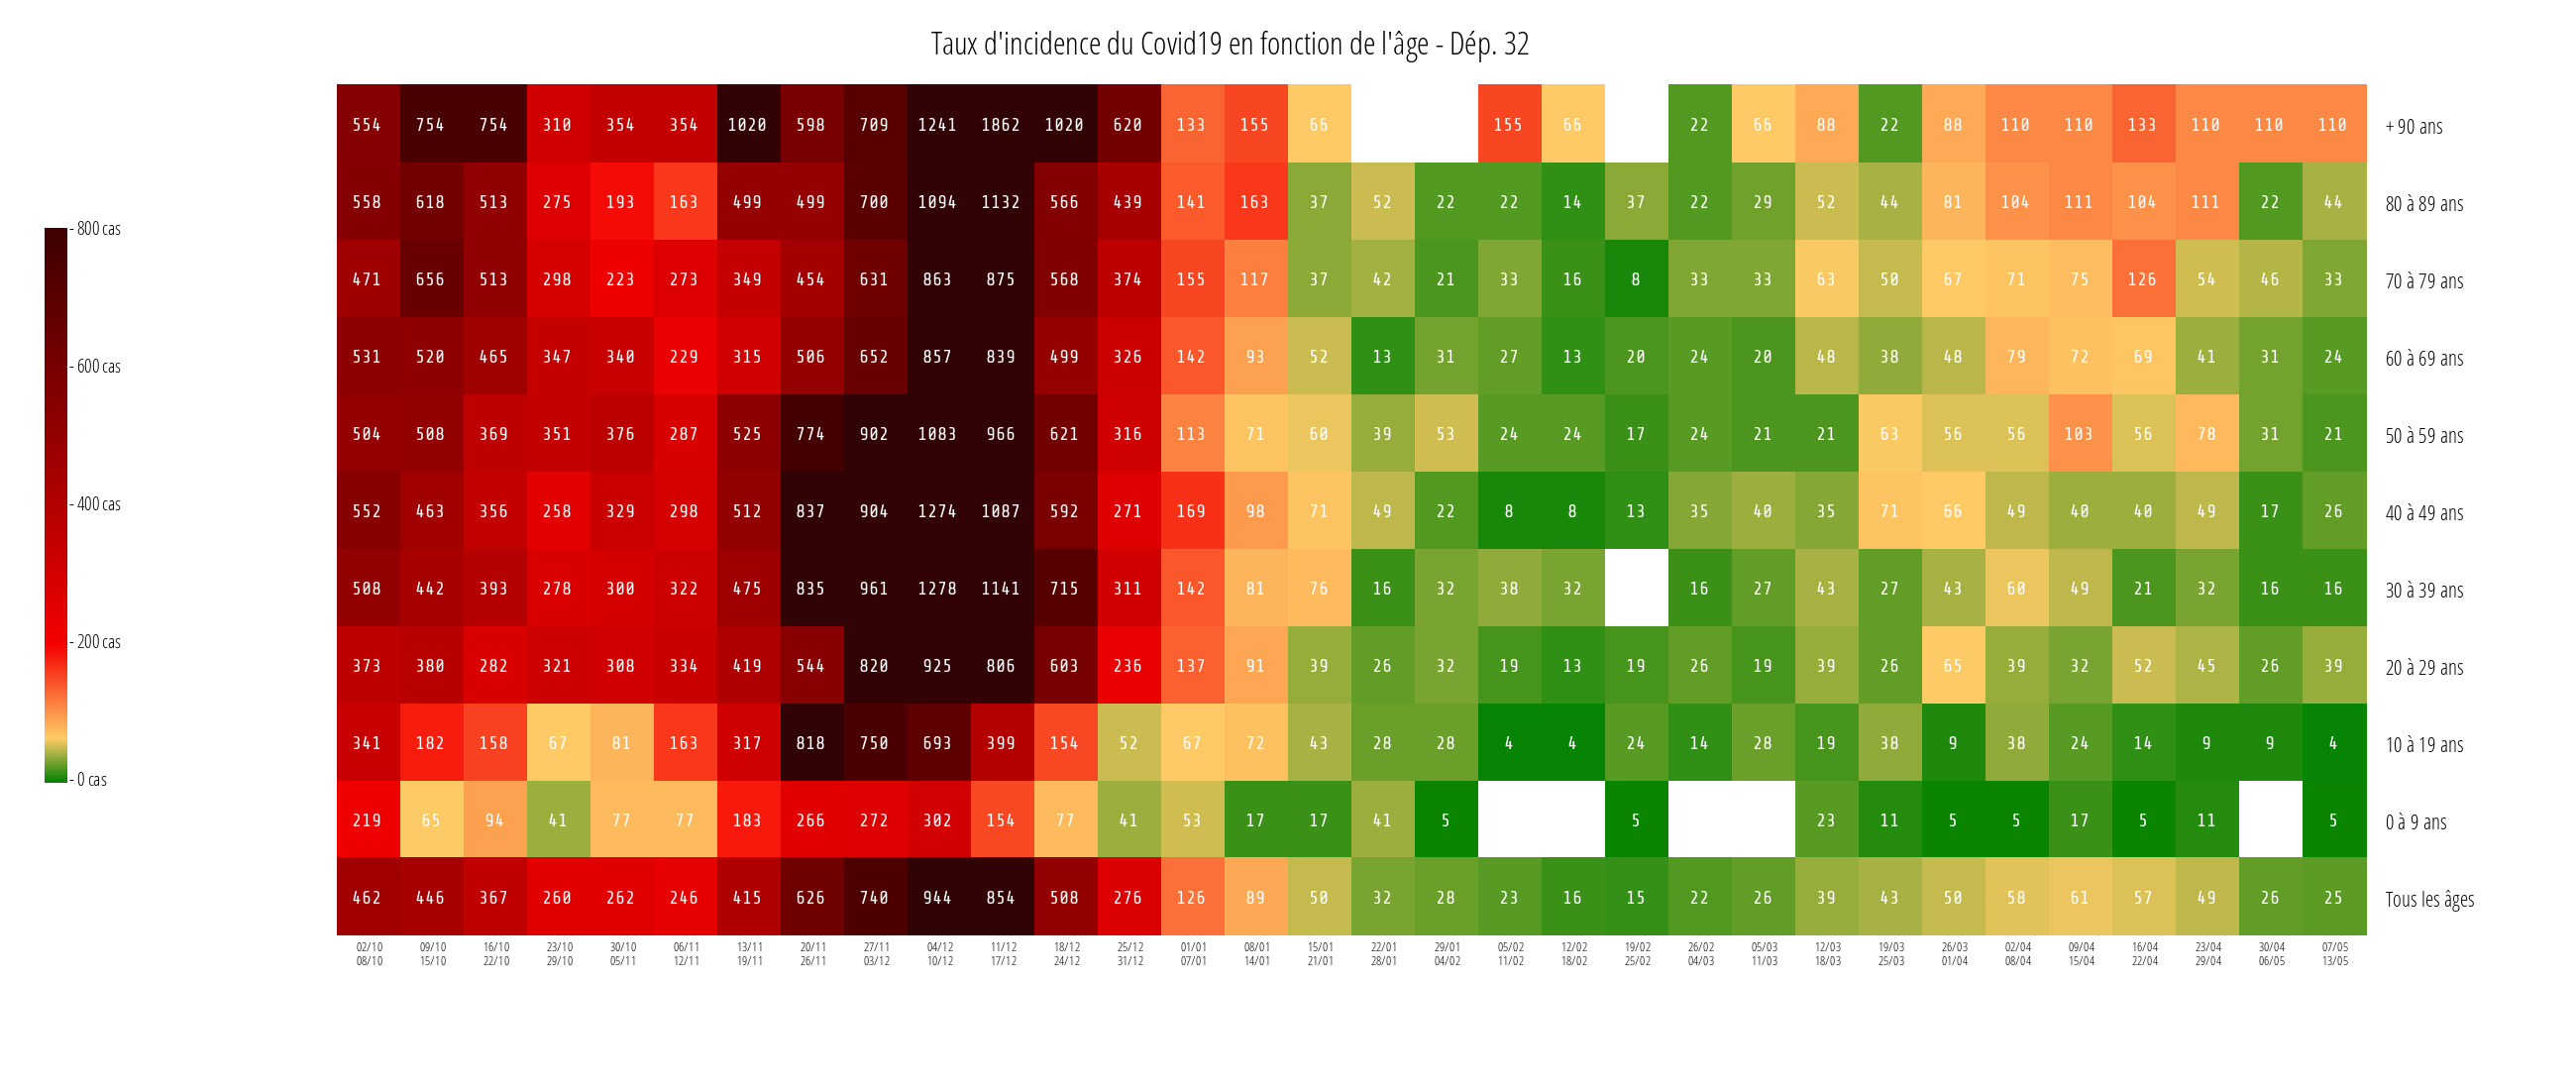 Taux d'incidence du Covid19 en fonction de l'âge - Dép. 32
- 800 cas
- 600 cas
- 400 cas
- 200 cas
- 0 cas
554 754 754 310 354 354 1020 598 709 1241 1862 1020 620 133 155 66 155 66 22 66 88 22 88 110 110 133 110 110 110 + 90 ans
558 618 513 275 193 163 499 499 700 1094 1132 566 439 141 163 37 52 22 22 14 37 22 29 52 44 81 104 111 104 111 22 44 80 à 89 ans
471 656 513 298 223 273 349 454 631 863 875 568 374 155 117 37 42 21 33 16 8 33 33 63 50 67 71 75 126 54 46 33 70 à 79 ans
531 520 465 347 340 229 315 506 652 857 839 499 326 142 93 52 13 31 27 13 20 24 20 48 38 48 79 72 69 41 31 24 60 à 69 ans
504 508 369 351 376 287 525 774 902 1083 966 621 316 113 71 60 39 53 24 24 17 24 21 21 63 56 56 103 56 78 31 21 50 à 59 ans
552 463 356 258 329 298 512 837 904 1274 1087 592 271 169 98 71 49 22 8 8 13 35 40 35 71 66 49 40 40 49 17 26 40 à 49 ans
508 442 393 278 300 322 475 835 961 1278 1141 715 311 142 81 76 16 32 38 32 16 27 43 27 43 60 49 21 32 16 16 30 à 39 ans
373 380 282 321 308 334 419 544 820 925 806 603 236 137 91 39 26 32 19 13 19 26 19 39 26 65 39 32 52 45 26 39 20 à 29 ans
341 182 158 67 81 163 317 818 750 693 399 154 52 67 72 43 28 28 4 4 24 14 28 19 38 9 38 24 14 9 9 4 10 à 19 ans
219 65 94 41 77 77 183 266 272 302 154 77 41 53 17 17 41 5 5 23 11 5 5 17 5 11 5 0 à 9 ans
462 446 367 260 262 246 415 626 740 944 854 508 276 126 89 50 32 28 23 16 15 22 26 39 43 50 58 61 57 49 26 25 Tous les âges
02/10 09/10 16/10 23/10 30/10 06/11 13/11 20/11 27/11 04/12 11/12 18/12 25/12 01/01 08/01 15/01 22/01 29/01 05/02 12/02 19/02 26/02 05/03 12/03 19/03 26/03 02/04 09/04 16/04 23/04 30/04 07/05
08/10 15/10 22/10 29/10 05/11 12/11 19/11 26/11 03/12 10/12 17/12 24/12 31/12 07/01 14/01 21/01 28/01 04/02 11/02 18/02 25/02 04/03 11/03 18/03 25/03 01/04 08/04 15/04 22/04 29/04 06/05 13/05